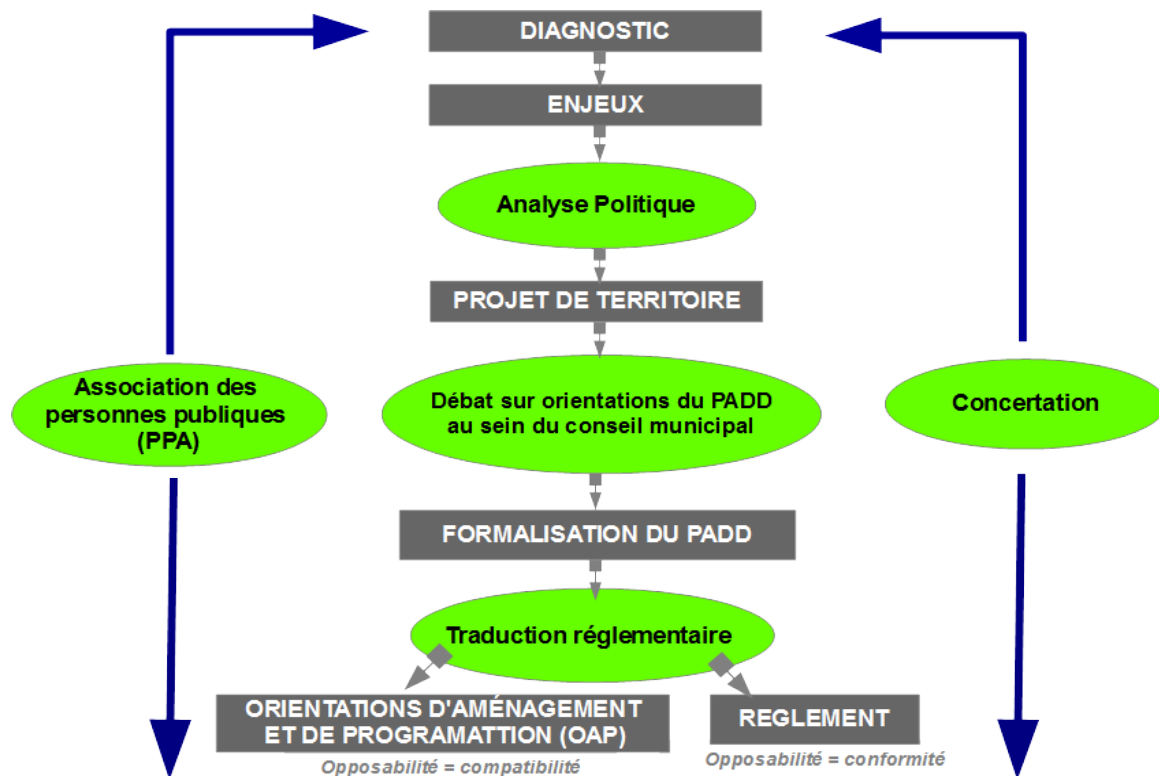 DIAGNOSTIC
ENJEUX
Analyse Politique
PROJET DE TERRITOIRE
Association des
personnes publiques
(PPA)
Débat sur orientations du PADD
au sein du conseil municipal
Concertation
FORMALISATION DU PADD
Traduction réglementaire
ORIENTATIONS D'AMÉNAGEMENT
ET DE PROGRAMATTION (OAP)
Opposabilité = compatibilité
REGLEMENT
Opposabilité = conformité